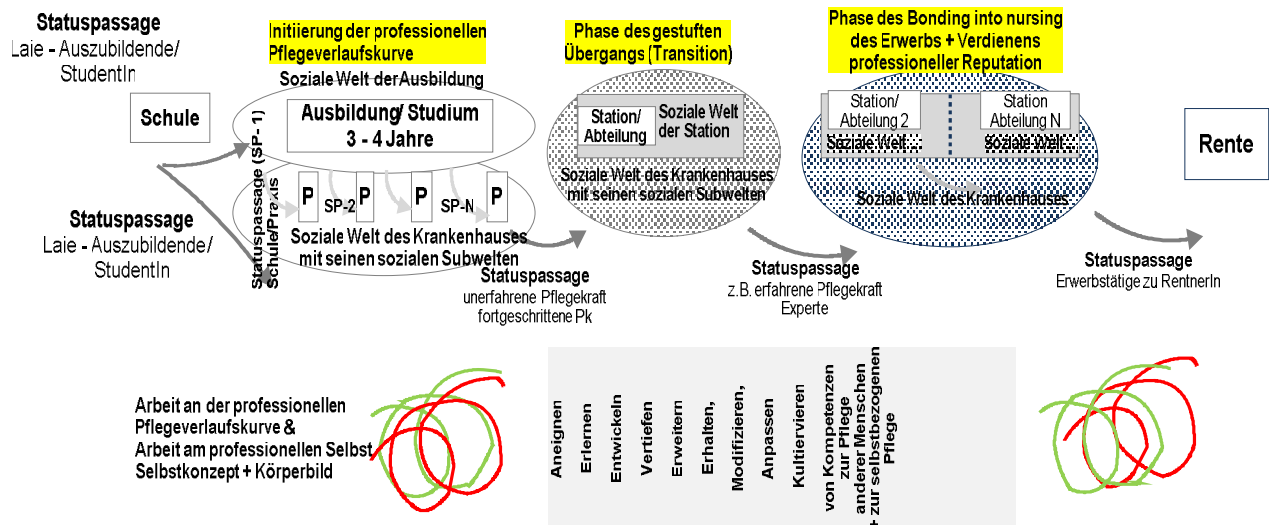 Statuspassage
Laie - Auszubildende/
StudentIn
Initiierung der professionellen
Pflegeverlaufskurve
Phase des gestuften
Übergangs (Transition)
Phase des Bonding into nursing
des Erwerbs + Verdienens
professioneller Reputation
Soziale Welt der Ausbildung
Schule
Ausbildung/ Studium
3 - 4 Jahre
Station/
Abteilung
Soziale Welt
der Station
Station/
Abteilung 2
Soziale Welt...
Station
Abteilung N
Soziale Welt...
Rente
Statuspassage (SP- 1)
Schule/Praxis
P
SP-2
P
P
SP-N
P
Soziale Welt des Krankenhauses
mit seinen sozialen Subwelten
Soziale Welt des Krankenhauses
mit seinen sozialen Subwelten
Soziale Welt des Krankenhauses
Statuspassage
Laie - Auszubildende/
StudentIn
Statuspassage
unerfahrene Pflegekraft
fortgeschrittene Pk
Statuspassage
z.B. erfahrene Pflegekraft
Experte
Statuspassage
Erwerbstätige zu RentnerIn
Arbeit an der professionellen
Pflegeverlaufskurve &
Arbeit am professionellen Selbst
Selbstkonzept + Körperbild
Aneignen
Erlernen
Entwickeln
Vertiefen
Erweitern
Erhalten,
Modifizieren,
Anpassen
Kultiervieren
von Kompetenzen
zur Pflege
anderer Menschen
+ zur selbstbezogenen
Pflege